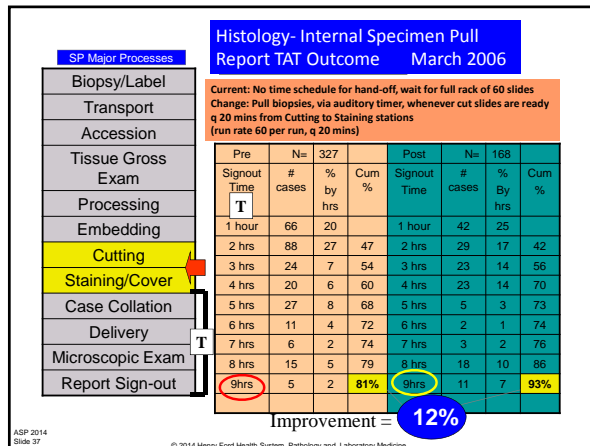 Histology- Internal Specimen Pull
Report TAT Outcome March 2006
SP Major Processes
Biopsy/Label
Transport
Accession
Tissue Gross
Exam
Processing
Embedding
Cutting
Staining/Cover
Case Collation
Delivery
Microscopic Exam
Report Sign-out
T
Current: No time schedule for hand-off, wait for full rack of 60 slides
Change: Pull biopsies, via auditory timer, whenever cut slides are ready
q 20 mins from Cutting to Staining stations
(run rate 60 per run, q 20 mins)
Pre N= 327 Post N= 168
Signout Time # cases % by hrs Cum % Signout Time # cases % By hrs Cum %
T
1 hour 66 20 1 hour 42 25
2 hrs 88 27 47 2 hrs 29 17 42
3 hrs 24 7 54 3 hrs 23 14 56
4 hrs 20 6 60 4 hrs 23 14 70
5 hrs 27 8 68 5 hrs 5 3 73
6 hrs 11 4 72 6 hrs 2 1 74
7 hrs 6 2 74 7 hrs 3 2 76
8 hrs 15 5 79 8 hrs 18 10 86
9hrs 5 2 81% 9hrs 11 7 93%
Improvement = 12%
ASP 2014
Slide 37
© 2014 Henry Ford Health System, Pathology and Laboratory Medicine